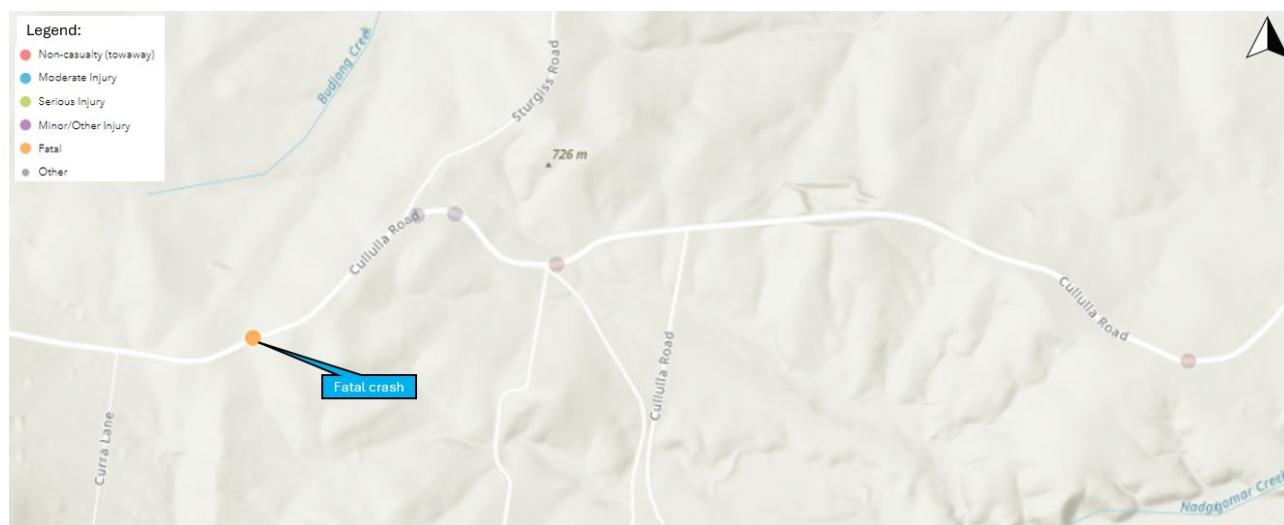 Legend:
Non-casualty (towaway)
Moderate Injury
Serious Injury
Minor/Other Injury
Fatal
Other
Budjong Creek
Sturgiss Road
726 m
Cullulla Road
Cullulla Road
Fatal crash
Cullulla Road
Curra Lane
Nadgigomar Creek